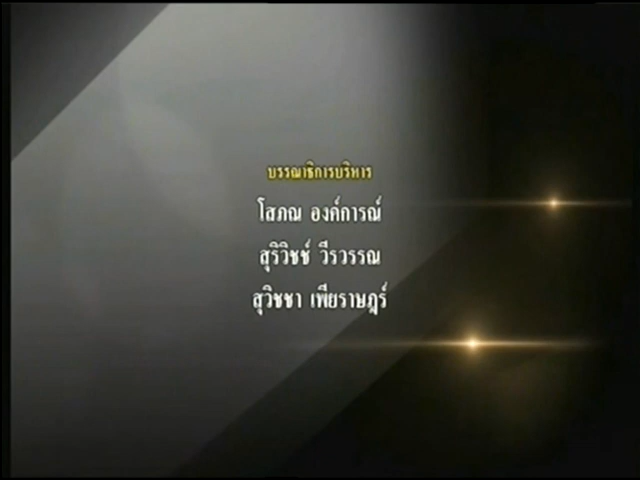 บรรณาธิการบริหาร
โสภณ องค์การณ์
สุริวิชช์ วีรวรรณ
สุวิชชา เพียราษฎร์